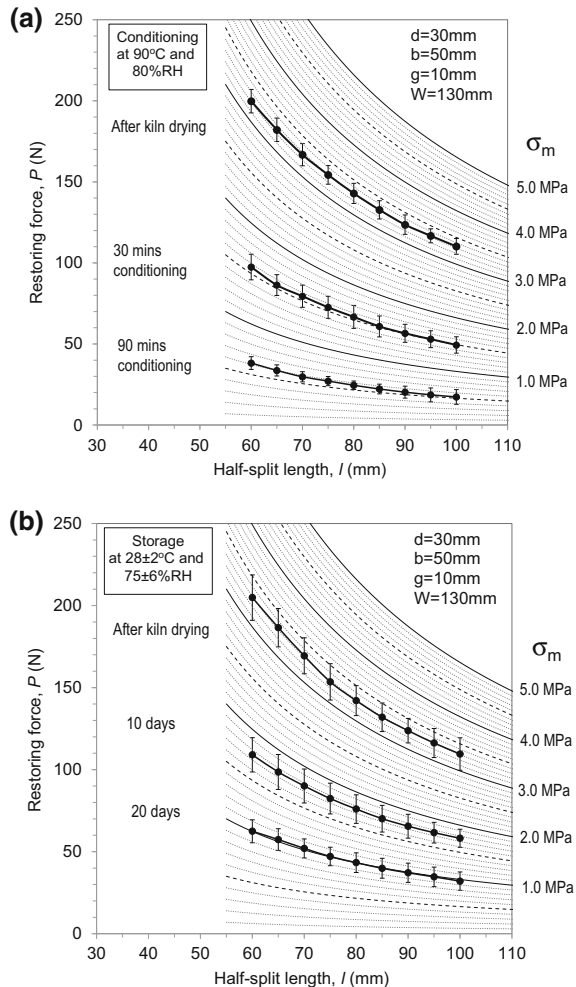 (a)
Conditioning
at 90°C and
80%RH
d=30mm
b=50mm
g=10mm
W=130mm
After kiln drying
30 mins
conditioning
90 mins
conditioning
σm
5.0 MPa
4.0 MPa
3.0 MPa
2.0 MPa
1.0 MPa
Restoring force, P (N)
250
200
150
100
50
0
30 40 50 60 70 80 90 100 110
Half-split length, l (mm)
(b)
Storage
at 28±2°C and
75±6%RH
d=30mm
b=50mm
g=10mm
W=130mm
After kiln drying
10 days
20 days
σm
5.0 MPa
4.0 MPa
3.0 MPa
2.0 MPa
1.0 MPa
Restoring force, P (N)
250
200
150
100
50
0
30 40 50 60 70 80 90 100 110
Half-split length, l (mm)